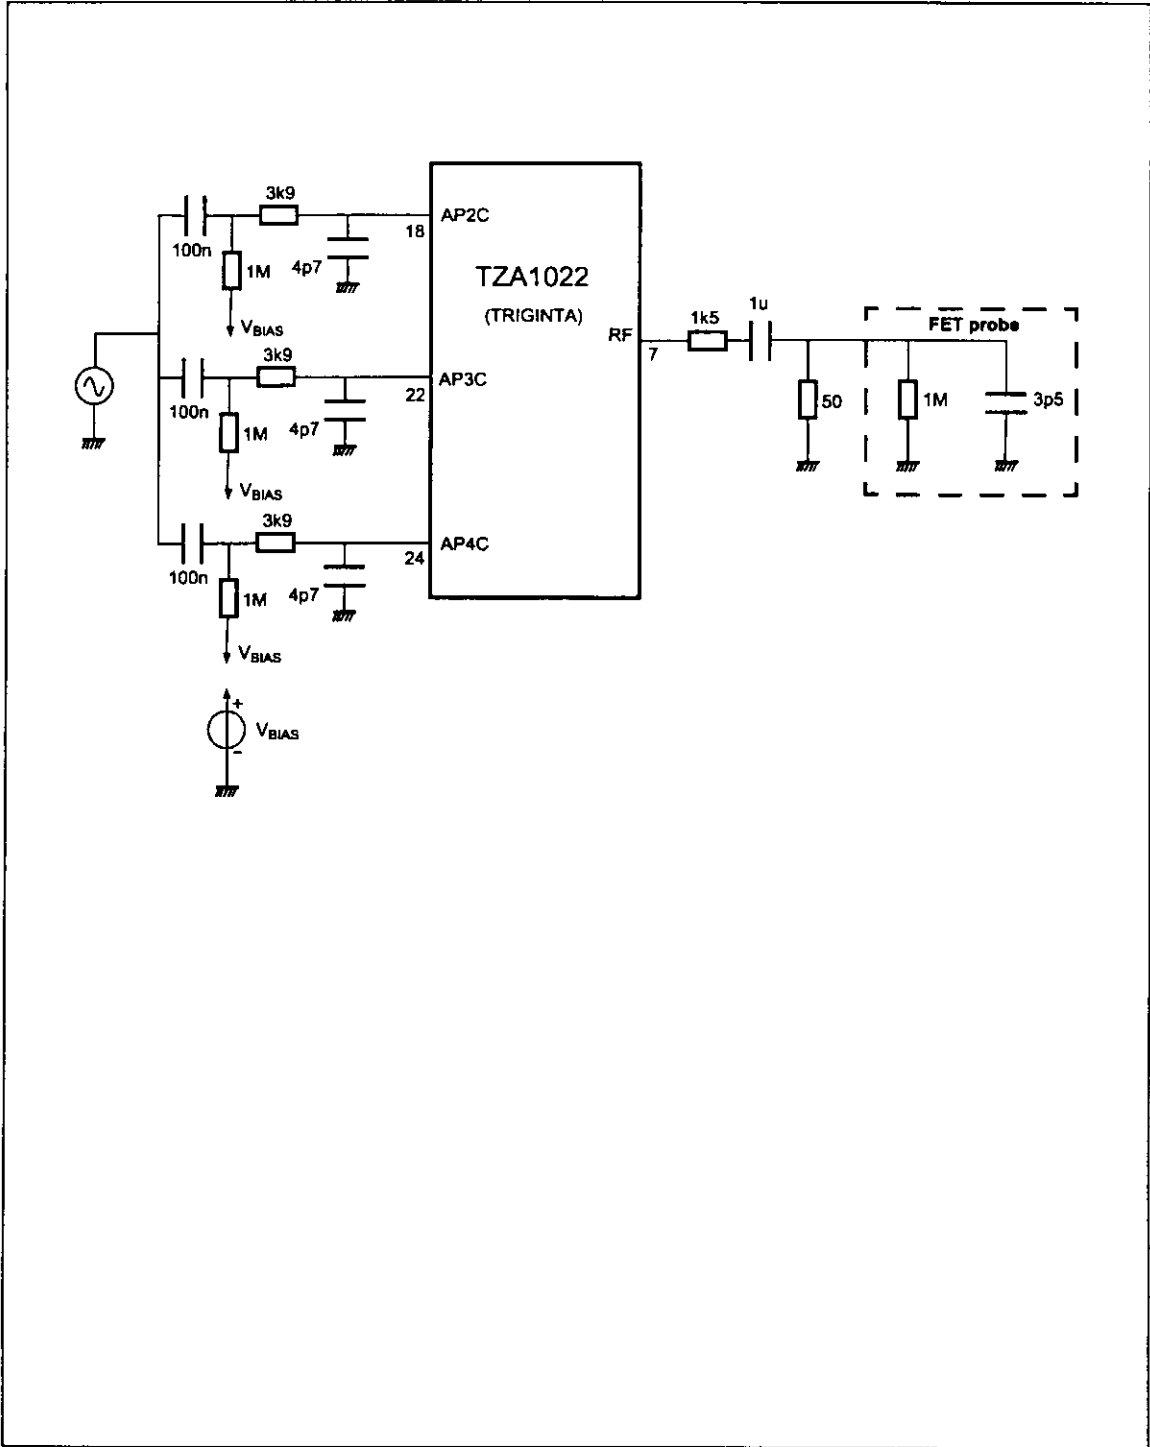 3k9
AP2C
18
100n
1M
4p7
TZA1022
(TRIGINTA)
VBIAS
1u
1k5
FET probe
RF
7
3k9
AP3C
22
100n
1M
4p7
50
1M
3p5
VBIAS
3k9
AP4C
24
100n
1M
4p7
VBIAS
+
VBIAS
-